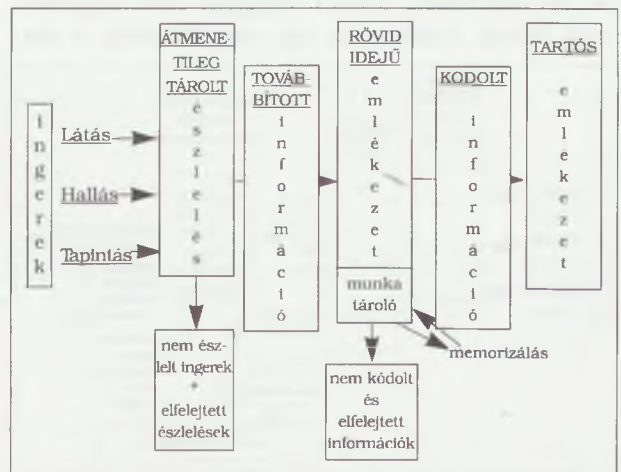 ingerek
Látás
Hallás
Tapintás
ÁTMENE-
TILEG
TÁROLT
észlelés
nem ész-
lelt ingerek
*
elfelejtett
észlelések
TOVÁB-
BÍTOTT
információ
RÖVID
IDEJŰ
emlékezet
munka
tároló
nem kódolt
és
elfelejtett
információk
memorizálás
KODOLT
információ
TARTÓS
emlekezet